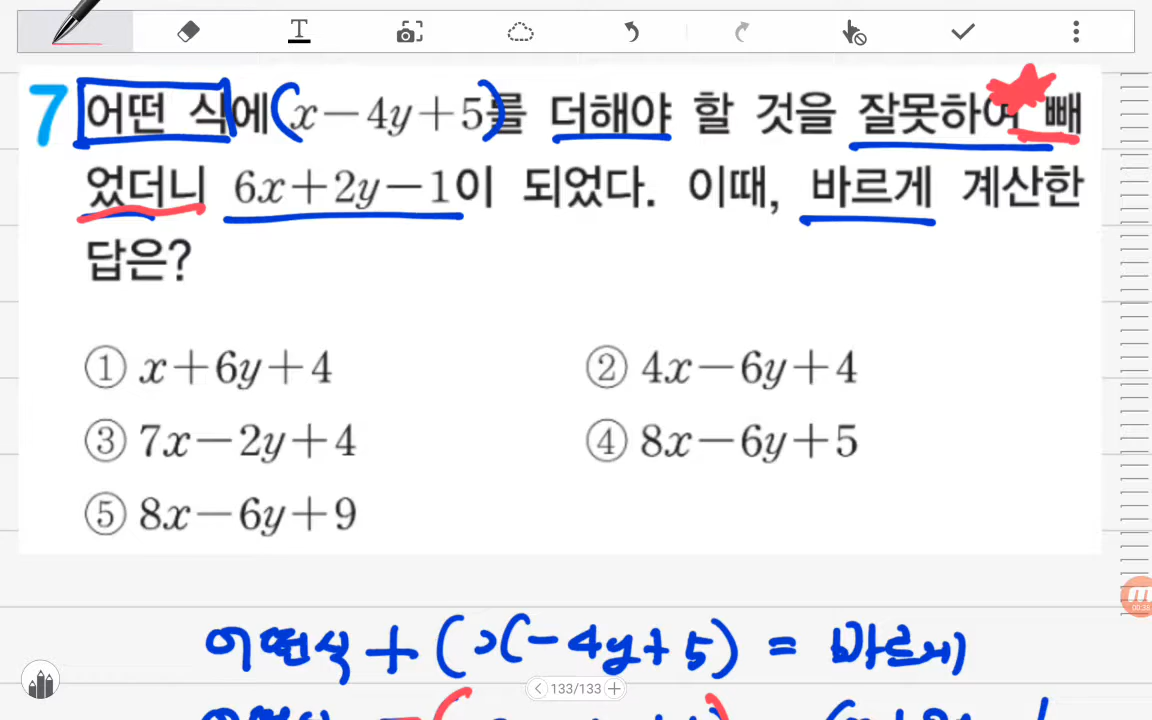 7 어떤 식에 (x-4y+5)를 더해야 할 것을 잘못하여 빼
었더니 6x+2y-1이 되었다. 이때, 바르게 계산한
답은?
① x+6y+4 ② 4x-6y+4
③ 7x-2y+4 ④ 8x-6y+5
⑤ 8x-6y+9
어떤식 + (x-4y+5) = 바르게
133/133